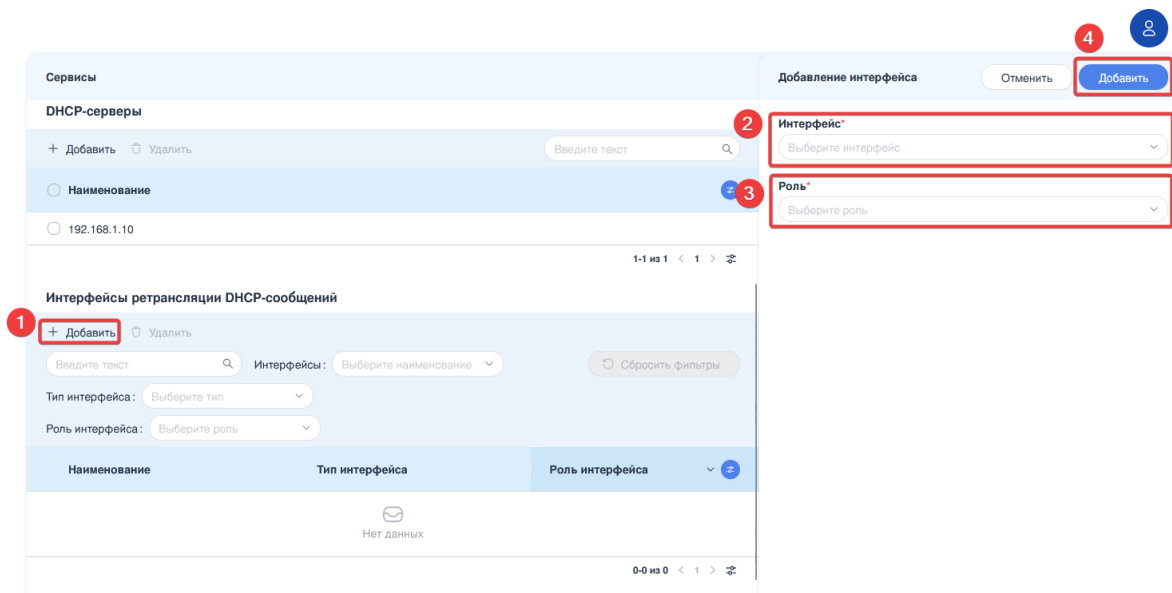 4
Сервисы
Добавление интерфейса Отменить Добавить
DHCP-серверы
2 Интерфейс*
+ Добавить Удалить Введите текст Выберите интерфейс
Наименование 3 Роль*
Выберите роль
192.168.1.10
1-1 из 1 < 1 >
Интерфейсы ретрансляции DHCP-сообщений
1 + Добавить Удалить
Введите текст Интерфейсы: Выберите наименование Сбросить фильтры
Тип интерфейса: Выберите тип
Роль интерфейса: Выберите роль
Наименование Тип интерфейса Роль интерфейса
Нет данных
0-0 из 0 < 1 >